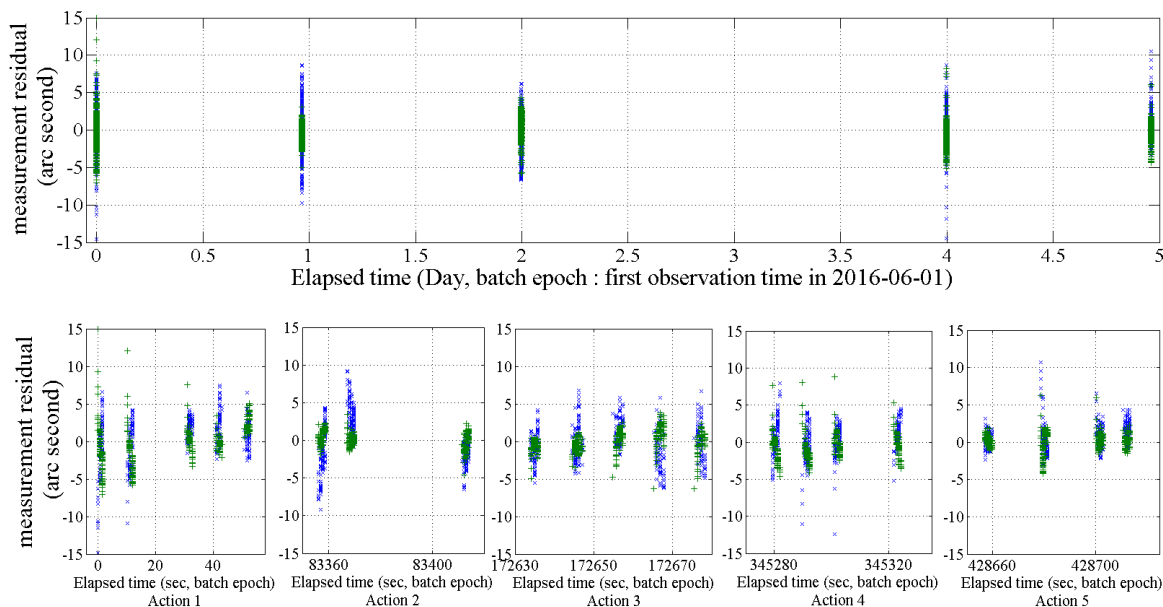 measurement residual
(arc second)
15
10
5
0
-5
-10
-15
0 0.5 1 1.5 2 2.5 3 3.5 4 4.5 5
Elapsed time (Day, batch epoch : first observation time in 2016-06-01)
measurement residual
(arc second)
15
10
5
0
-5
-10
-15
0 20 40
Elapsed time (sec, batch epoch)
Action 1
15
10
5
0
-5
-10
-15
83360 83400
Elapsed time (sec, batch epoch)
Action 2
15
10
5
0
-5
-10
-15
172630 172650 172670
Elapsed time (sec, batch epoch)
Action 3
15
10
5
0
-5
-10
-15
345280 345320
Elapsed time (sec, batch epoch)
Action 4
15
10
5
0
-5
-10
-15
428660 428700
Elapsed time (sec, batch epoch)
Action 5